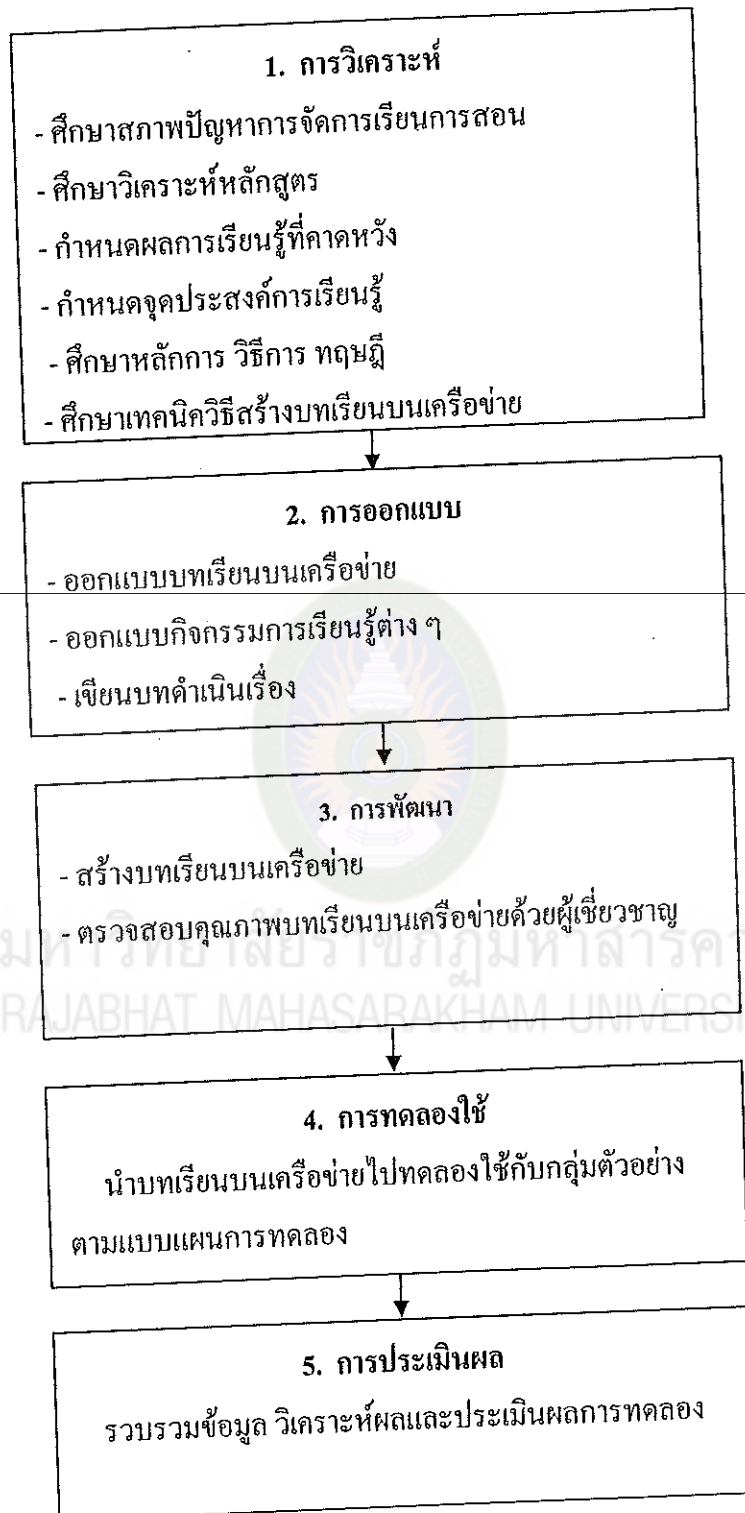 1. การวิเคราะห์
- ศึกษาสภาพปัญหาการจัดการเรียนการสอน
- ศึกษาวิเคราะห์หลักสูตร
- กำหนดผลการเรียนรู้ที่คาดหวัง
- กำหนดจุดประสงค์การเรียนรู้
- ศึกษาหลักการ วิธีการ ทฤษฎี
- ศึกษาเทคนิควิธีสร้างบทเรียนบนเครือข่าย
2. การออกแบบ
- ออกแบบบทเรียนบนเครือข่าย
- ออกแบบกิจกรรมการเรียนรู้ต่าง ๆ
- เขียนบทดำเนินเรื่อง
3. การพัฒนา
- สร้างบทเรียนบนเครือข่าย
- ตรวจสอบคุณภาพบทเรียนบนเครือข่ายด้วยผู้เชี่ยวชาญ
มหาวิทยาลัยราชภัฏมหาสารคา
RAJABHAT MAHASARAKHAM UNIVERSI
4. การทดลองใช้
นำบทเรียนบนเครือข่ายไปทดลองใช้กับกลุ่มตัวอย่าง
ตามแบบแผนการทดลอง
5. การประเมินผล
รวบรวมข้อมูล วิเคราะห์ผลและประเมินผลการทดลอง